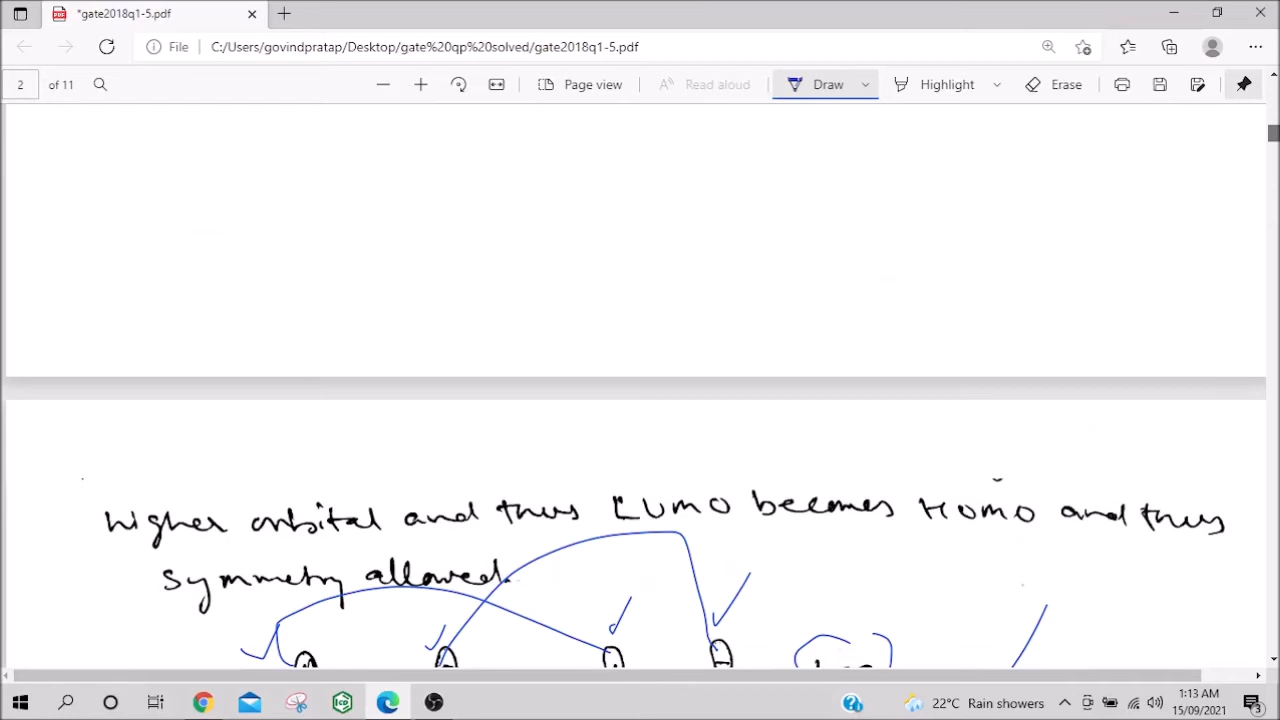 *gate2018q1-5.pdf
File C:/Users/govindpratap/Desktop/gate%20qp%20solved/gate2018q1-5.pdf
2 of 11 Page view Read aloud Draw Highlight Erase
higher orbital and thus LUMO becomes HOMO and thus
symmetry allowed.
22°C Rain showers
1:13 AM
15/09/2021
3